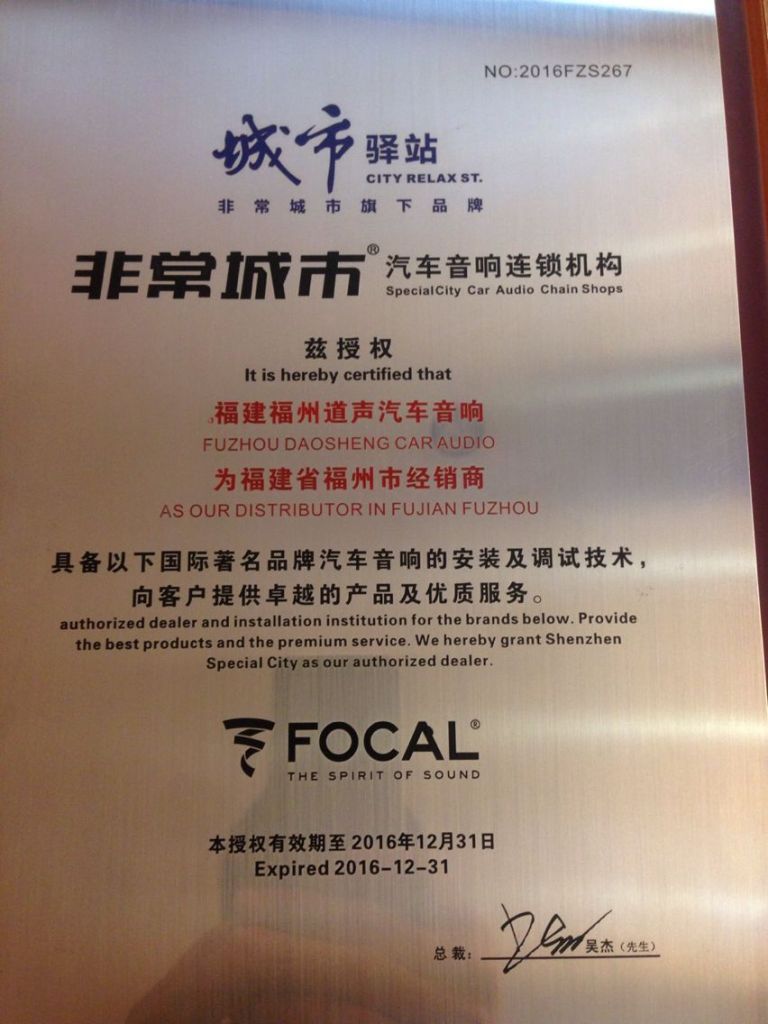 NO:2016FZS267
城市驿站
CITY RELAX ST.
非常城市旗下品牌
非常城市® 汽车音响连锁机构
SpecialCity Car Audio Chain Shops
兹授权
It is hereby certified that
福建福州道声汽车音响
FUZHOU DAOSHENG CAR AUDIO
为福建省福州市经销商
AS OUR DISTRIBUTOR IN FUJIAN FUZHOU
具备以下国际著名品牌汽车音响的安装及调试技术，
向客户提供卓越的产品及优质服务。
authorized dealer and installation institution for the brands below. Provide
the best products and the premium service. We hereby grant Shenzhen
Special City as our authorized dealer.
FOCAL®
THE SPIRIT OF SOUND
本授权有效期至 2016年12月31日
Expired 2016-12-31
总裁：吴杰（先生）